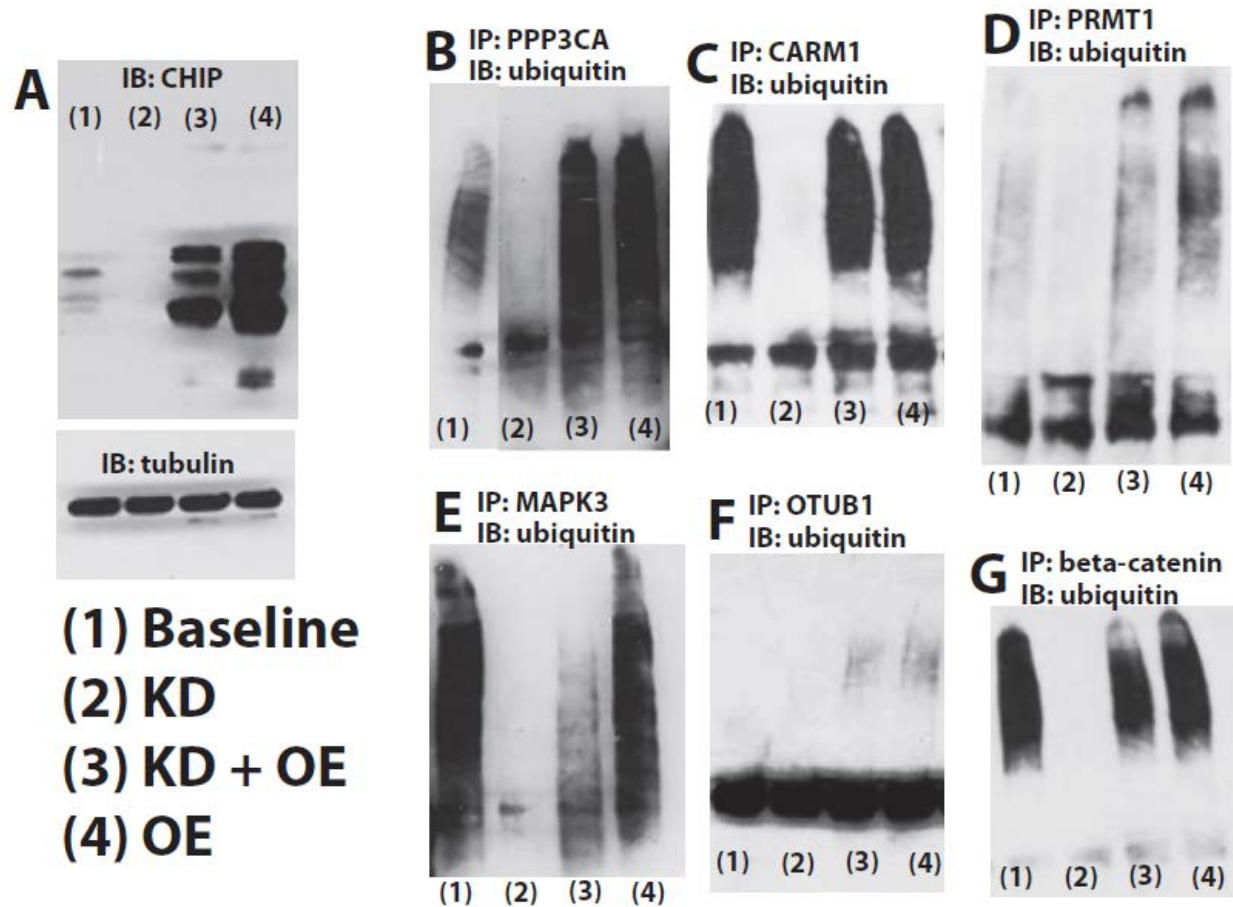 A
IB: CHIP
(1) (2) (3) (4)
IB: tubulin
(1) Baseline
(2) KD
(3) KD + OE
(4) OE
B
IP: PPP3CA
IB: ubiquitin
(1) (2) (3) (4)
C
IP: CARM1
IB: ubiquitin
(1) (2) (3) (4)
D
IP: PRMT1
IB: ubiquitin
(1) (2) (3) (4)
E
IP: MAPK3
IB: ubiquitin
(1) (2) (3) (4)
F
IP: OTUB1
IB: ubiquitin
(1) (2) (3) (4)
G
IP: beta-catenin
IB: ubiquitin
(1) (2) (3) (4)